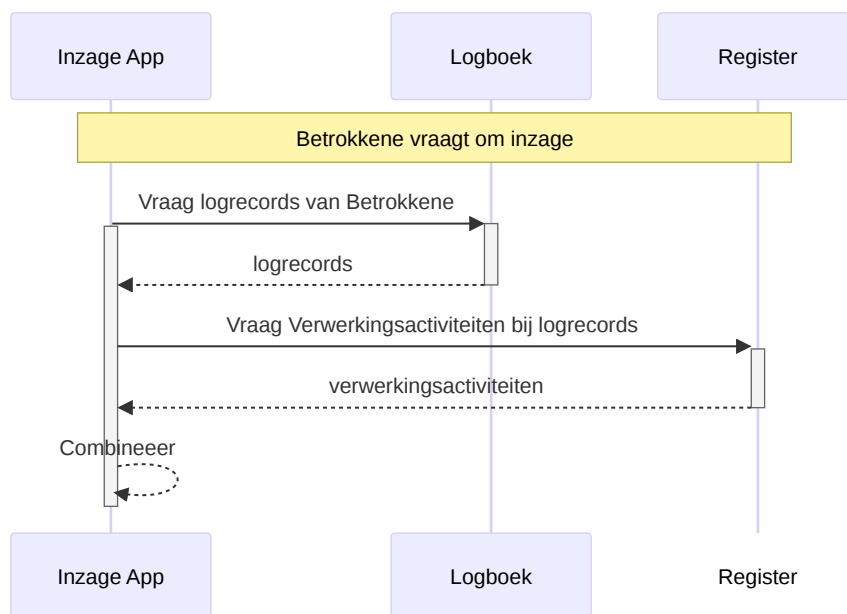 Inzage App
Logboek
Register
Betrokkene vraagt om inzage
Vraag logrecords van Betrokkene
logrecords
Vraag Verwerkingsactiviteiten bij logrecords
verwerkingsactiviteiten
Combineeer
Inzage App
Logboek
Register